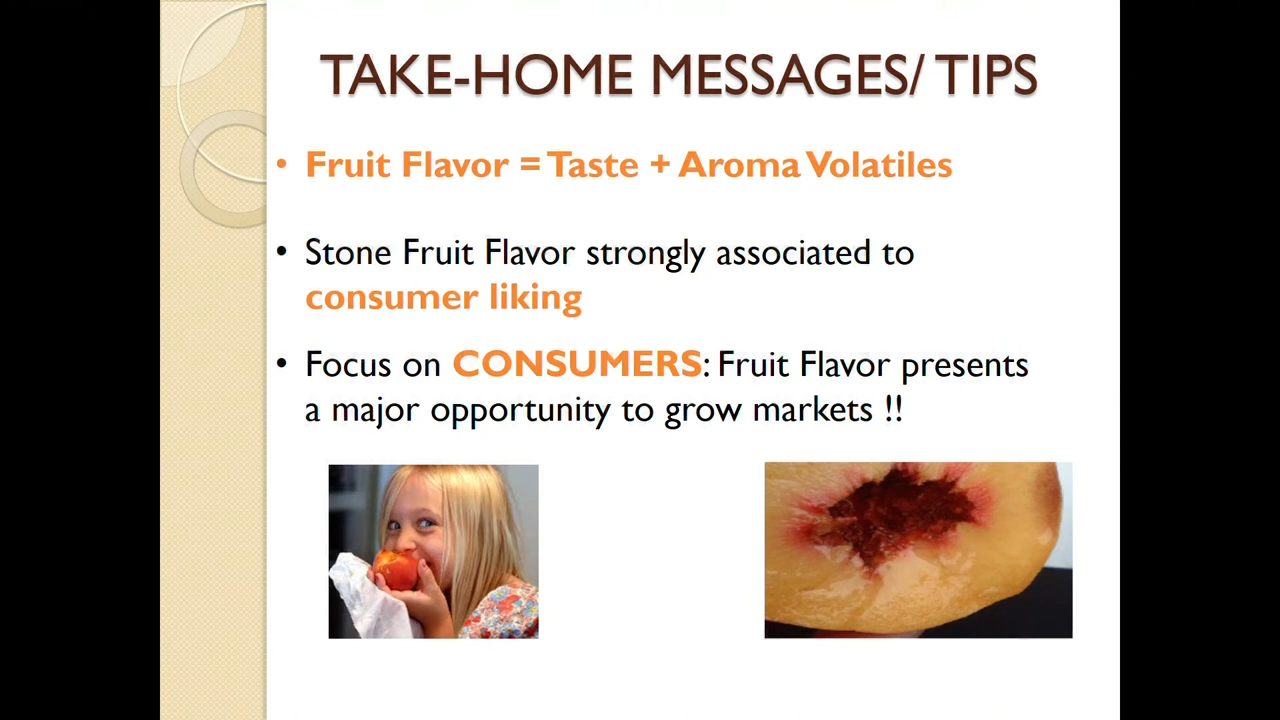 TAKE-HOME MESSAGES/ TIPS
• Fruit Flavor = Taste + Aroma Volatiles
• Stone Fruit Flavor strongly associated to
consumer liking
• Focus on CONSUMERS: Fruit Flavor presents
a major opportunity to grow markets !!